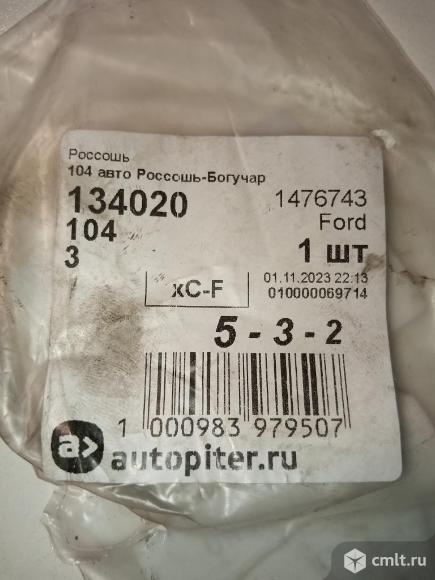 Россошь
104 авто Россошь-Богучар
134020
1476743
104
Ford
3
1 шт
xC-F
01.11.2023 22:13
010000069714
5 - 3 - 2
1 000983 979507
a>
autopiter.ru
cmlt.ru